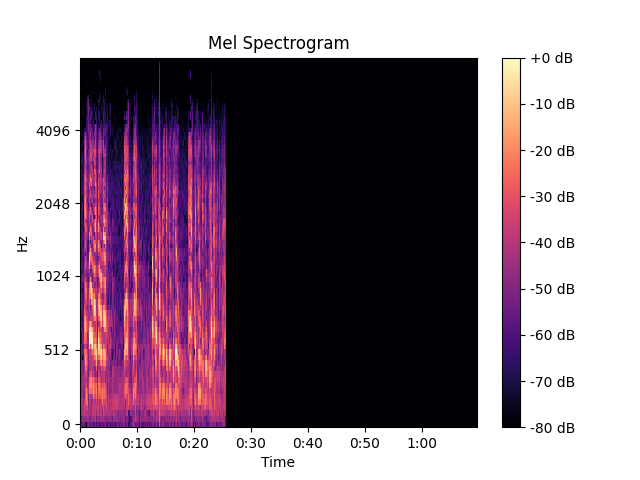 Mel Spectrogram
+0 dB
-10 dB
-20 dB
-30 dB
-40 dB
-50 dB
-60 dB
-70 dB
-80 dB
4096
2048
1024
512
0
Hz
0:00 0:10 0:20 0:30 0:40 0:50 1:00
Time